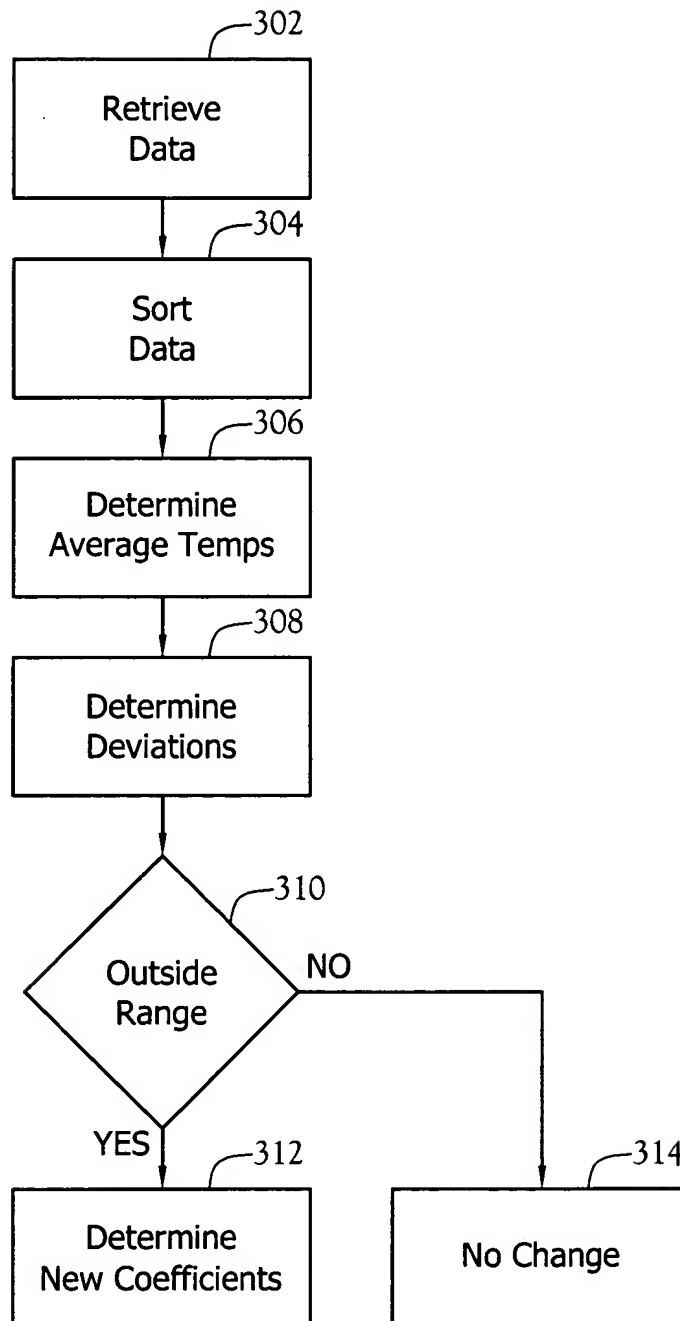 302
Retrieve
Data
304
Sort
Data
306
Determine
Average Temps
308
Determine
Deviations
310
Outside
Range
NO
YES
312
Determine
New Coefficients
314
No Change